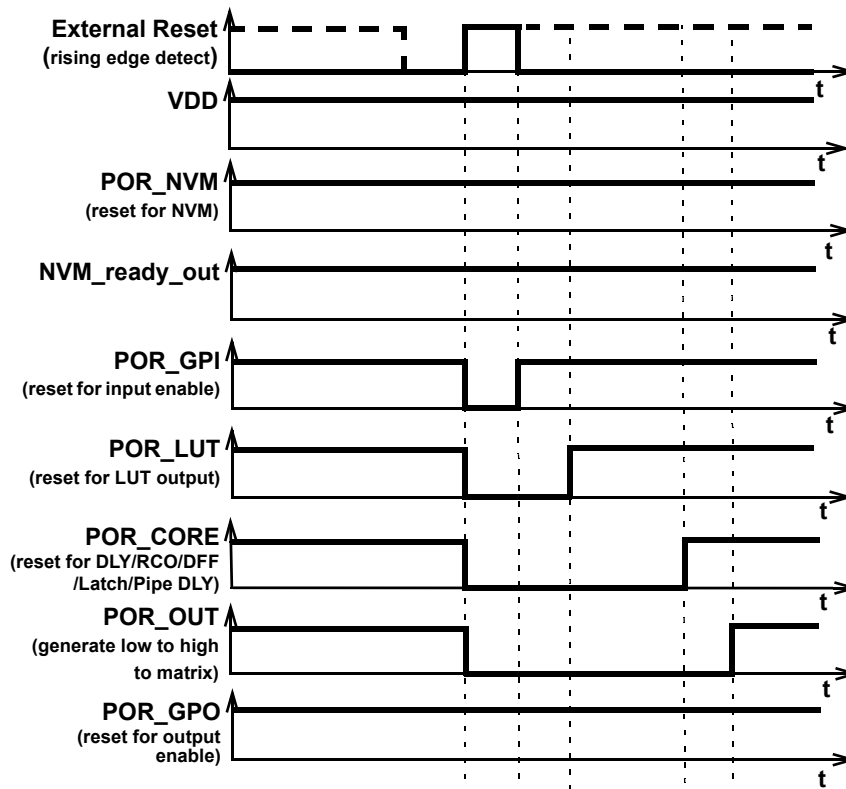 External Reset
(rising edge detect)
t
VDD
t
POR_NVM
(reset for NVM)
t
NVM_ready_out
t
POR_GPI
(reset for input enable)
t
POR_LUT
(reset for LUT output)
t
POR_CORE
(reset for DLY/RCO/DFF
/Latch/Pipe DLY)
t
POR_OUT
(generate low to high
to matrix)
t
POR_GPO
(reset for output
enable)
t